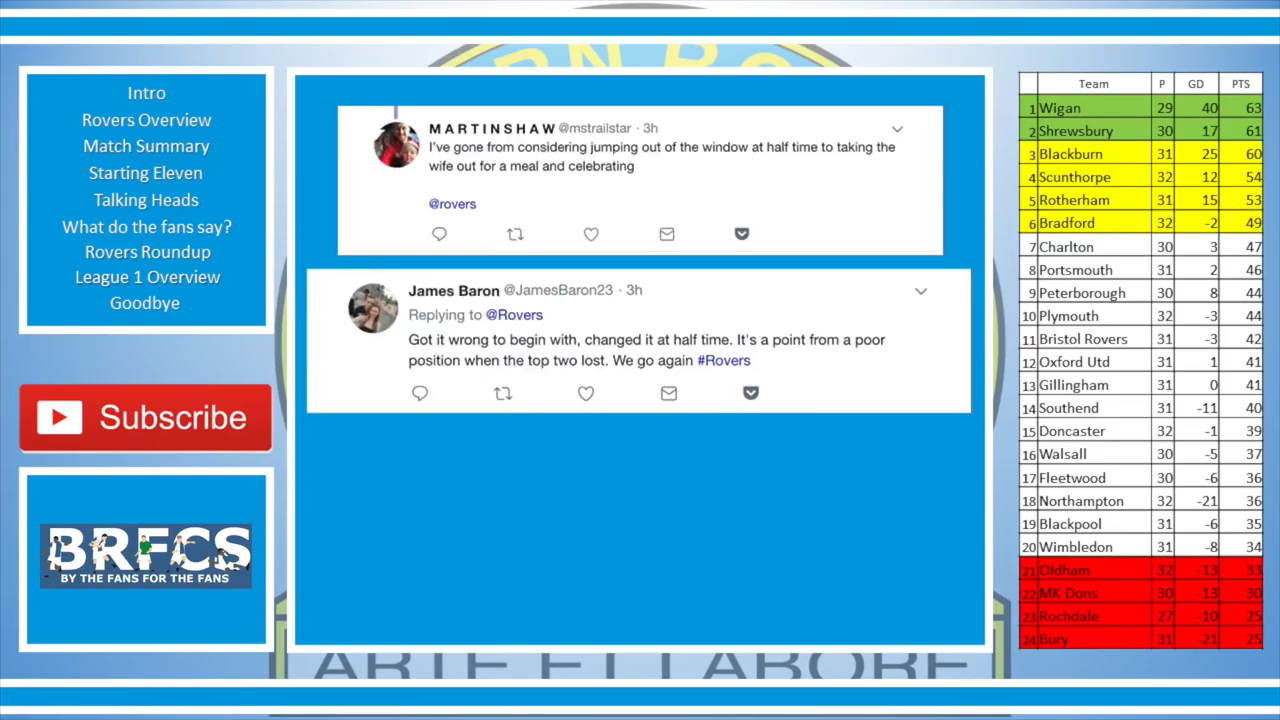 RN RO
Intro
Rovers Overview
Match Summary
Starting Eleven
Talking Heads
What do the fans say?
Rovers Roundup
League 1 Overview
Goodbye
Subscribe
BRFCS
BY THE FANS FOR THE FANS
M A R T I N S H A W @mstrailstar · 3h
I've gone from considering jumping out of the window at half time to taking the
wife out for a meal and celebrating
@rovers
James Baron @JamesBaron23 · 3h
Replying to @Rovers
Got it wrong to begin with, changed it at half time. It's a point from a poor
position when the top two lost. We go again #Rovers
Team P GD PTS
1 Wigan 29 40 63
2 Shrewsbury 30 17 61
3 Blackburn 31 25 60
4 Scunthorpe 32 12 54
5 Rotherham 31 15 53
6 Bradford 32 -2 49
7 Charlton 30 3 47
8 Portsmouth 31 2 46
9 Peterborough 30 8 44
10 Plymouth 32 -3 44
11 Bristol Rovers 31 -3 42
12 Oxford Utd 31 1 41
13 Gillingham 31 0 41
14 Southend 31 -11 40
15 Doncaster 32 -1 39
16 Walsall 30 -5 37
17 Fleetwood 30 -6 36
18 Northampton 31 -21 36
19 Blackpool 31 -6 35
20 Wimbledon 31 -8 34
21 Oldham 32 -13 33
22 MK Dons 30 -13 30
23 Rochdale 27 -10 25
24 Bury 31 -21 25
ARTE ET LABORE